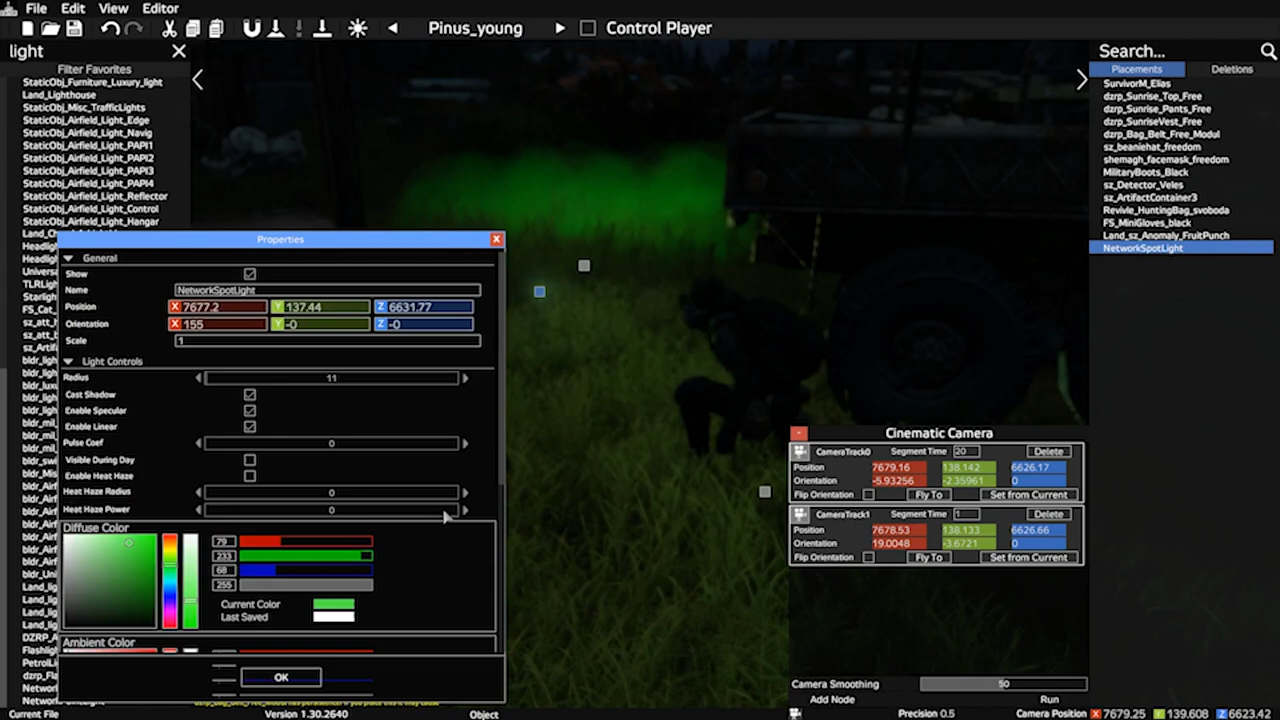 File Edit View Editor
Pinus_young Control Player
light
Filter Favorites
StaticObj_Furniture_Luxury_light
Land_Lighthouse
StaticObj_Misc_TrafficLights
StaticObj_Airfield_Light_Edge
StaticObj_Airfield_Light_Navig
StaticObj_Airfield_Light_PAPI1
StaticObj_Airfield_Light_PAPI2
StaticObj_Airfield_Light_PAPI3
StaticObj_Airfield_Light_PAPI4
StaticObj_Airfield_Light_Reflector
StaticObj_Airfield_Light_Control
StaticObj_Airfield_Light_Hangar
Properties
General
Show
Name NetworkSpotLight
Position X 7677.2 Y 137.44 Z 6631.77
Orientation X 155 Y -0 Z -0
Scale 1
Light Controls
Radius 11
Cast Shadow
Enable Specular
Enable Linear
Pulse Coef 0
Visible During Day
Enable Heat Haze
Heat Haze Radius 0
Heat Haze Power 0
Diffuse Color
79
233
68
255
Current Color
Last Saved
Ambient Color
OK
Search...
Placements Deletions
SurvivorM_Elias
dzrp_Sunrise_Top_Free
dzrp_Sunrise_Pants_Free
dzrp_SunriseVest_Free
dzrp_Bag_Belt_Free_Modul
sz_beaniehat_freedom
shemagh_facemask_freedom
MilitaryBoots_Black
sz_Detector_Veles
sz_ArtifactContainer3
Revivle_HuntingBag_svoboda
FS_MiniGloves_black
Land_sz_Anomaly_FruitPunch
NetworkSpotLight
Cinematic Camera
CameraTrack0 Segment Time 20 Delete
Position 7679.16 138.142 6626.17
Orientation -5.93256 -2.35961 0
Flip Orientation Fly To Set from Current
CameraTrack1 Segment Time 1 Delete
Position 7678.53 138.133 6626.66
Orientation 19.0048 -3.6721 0
Flip Orientation Fly To Set from Current
Camera Smoothing 50
Add Node Run
Current File Version 1.30.2640 Object Precision 0.5 Camera Position X 7679.25 Y 139.608 Z 6623.42